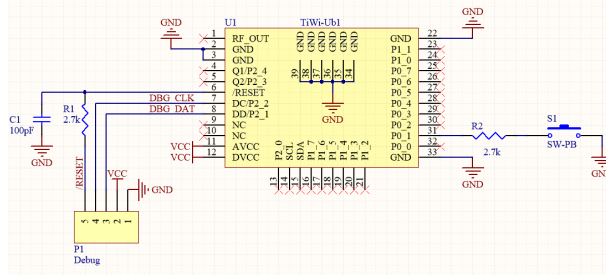 U1
TiWi-Ub1
GND
GND
1 RF_OUT
2 GND
3 GND
4 Q1/P2_4
5 Q2/P2_3
6 /RESET
DBG_CLK 7 DC/P2_2
DBG_DAT 8 DD/P2_1
9 NC
10 NC
VCC 11 AVCC
VCC 12 DVCC
GND GND GND GND GND GND
39 38 37 36 35 34
GND
GND 22
P1_1 23
P1_0 24
P0_7 25
P0_6 26
P0_5 27
P0_4 28
P0_3 29
P0_2 30
P0_1 31
P0_0 32
GND 33
P2_0 SCL SDA P1_7 P1_6 P1_5 P1_4 P1_3 P1_2
13 14 15 16 17 18 19 20 21
C1
100pF
GND
R1
2.7k
R2
2.7k
S1
SW-PB
GND
GND
/RESET
VCC
GND
5 4 3 2 1
P1
Debug